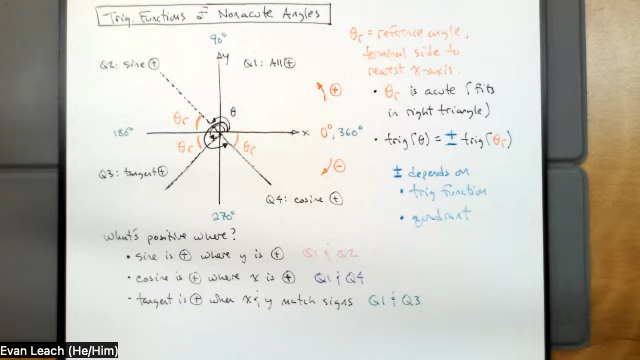 Trig. Functions of Nonacute Angles
90°
y
Q2: sine ⊕
Q1: All ⊕
θ
θr
θr
θr
180°
x
0°, 360°
⊕
⊖
Q3: tangent ⊕
Q4: cosine ⊕
270°
θr = reference angle,
terminal side to
nearest x-axis.
• θr is acute (fits
in right triangle)
• trig(θ) = ± trig(θr)
± depends on
• trig function
• quadrant
What's positive where?
• sine is ⊕ where y is ⊕ Q1 & Q2
• cosine is ⊕ where x is ⊕ Q1 & Q4
• tangent is ⊕ when x & y match signs Q1 & Q3
Evan Leach (He/Him)